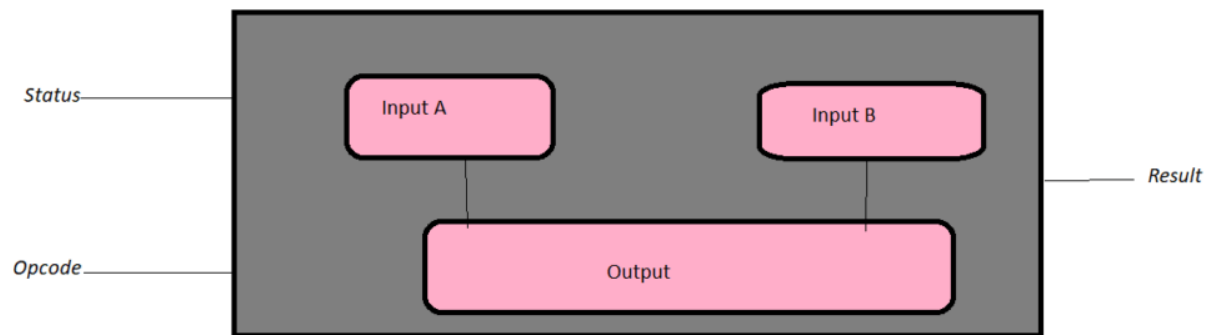 Status
Input A
Input B
Result
Opcode
Output